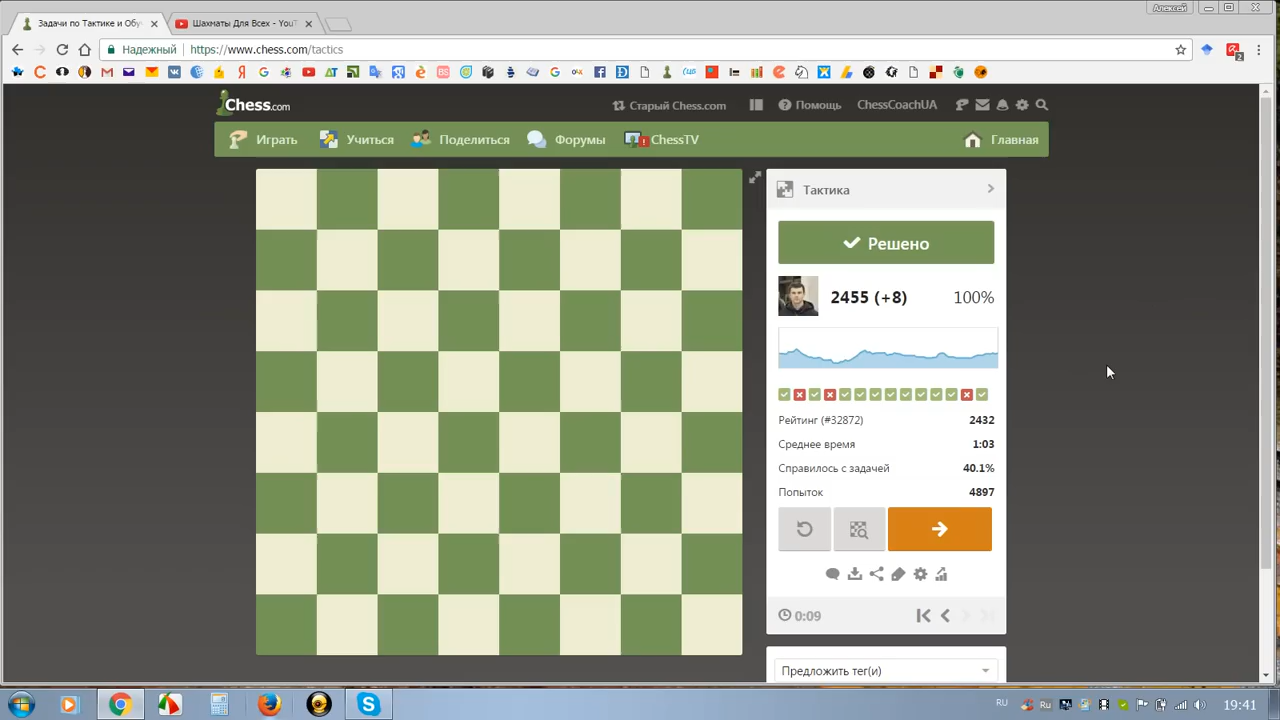 Алексей
Задачи по Тактике и Обу
Шахматы Для Всех - YouT
Надежный
https://www.chess.com/tactics
Chess.com
Старый Chess.com
Помощь
ChessCoachUA
Играть
Учиться
Поделиться
Форумы
ChessTV
Главная
Тактика
Решено
2455 (+8)
100%
Рейтинг (#32872)
2432
Среднее время
1:03
Справилось с задачей
40.1%
Попыток
4897
0:09
Предложить тег(и)
RU
Ru
19:41